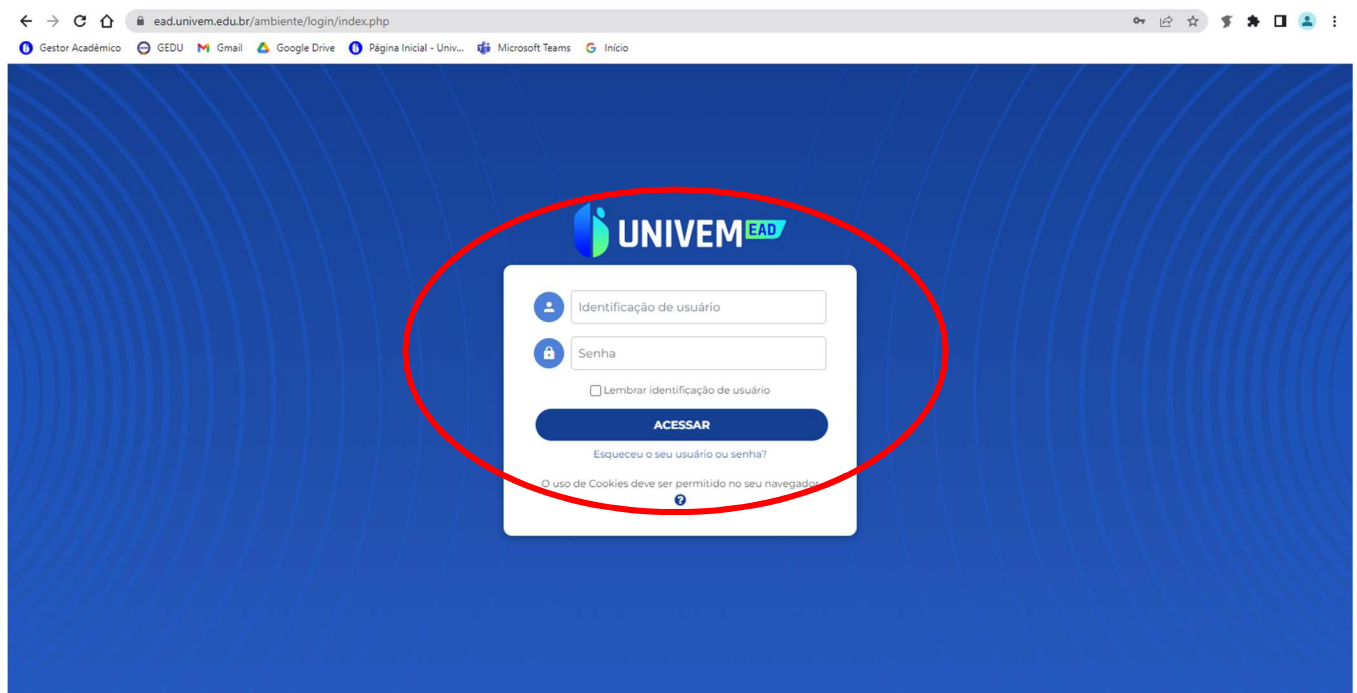 ead.univem.edu.br/ambiente/login/index.php
Gestor Acadêmico GEDU Gmail Google Drive Página Inicial - Univ... Microsoft Teams Início
UNIVEM EAD
Identificação de usuário
Senha
Lembrar identificação de usuário
ACESSAR
Esqueceu o seu usuário ou senha?
O uso de Cookies deve ser permitido no seu navegador